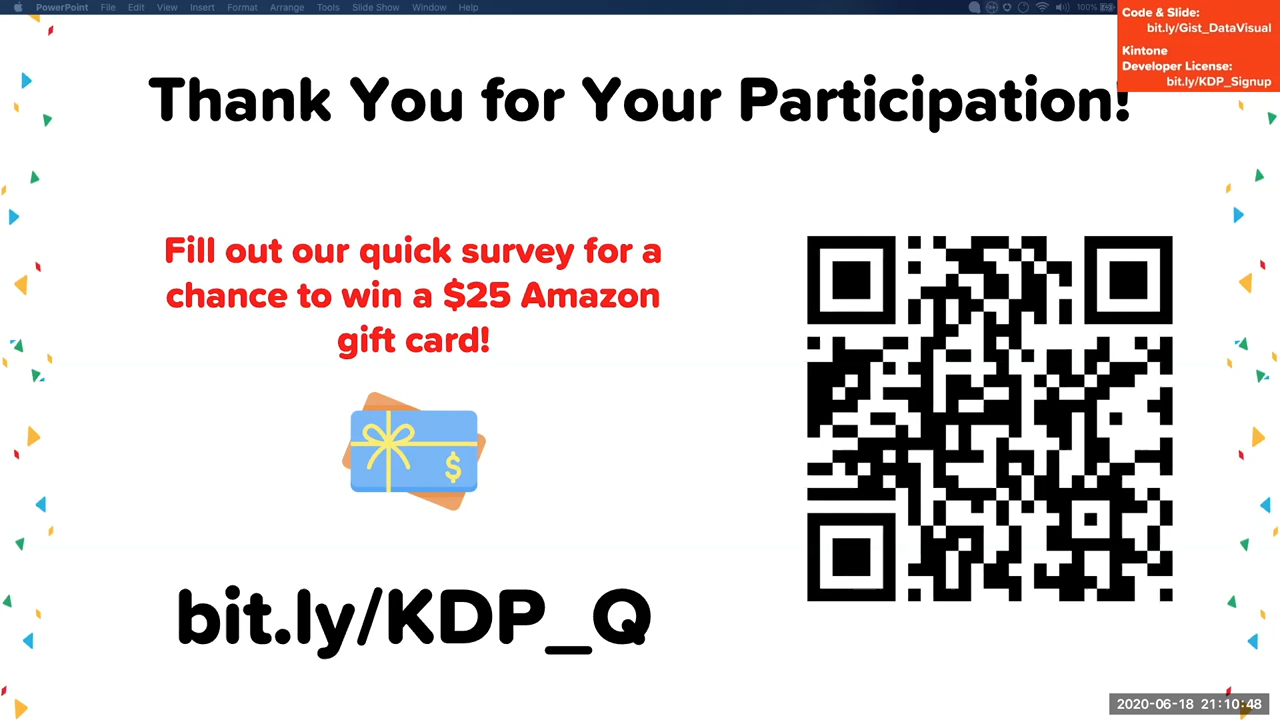 PowerPoint File Edit View Insert Format Arrange Tools Slide Show Window Help 100%
Code & Slide:
bit.ly/Gist_DataVisual
Kintone
Developer License:
bit.ly/KDP_Signup
Thank You for Your Participation!
Fill out our quick survey for a
chance to win a $25 Amazon
gift card!
$
bit.ly/KDP_Q
2020-06-18 21:10:48